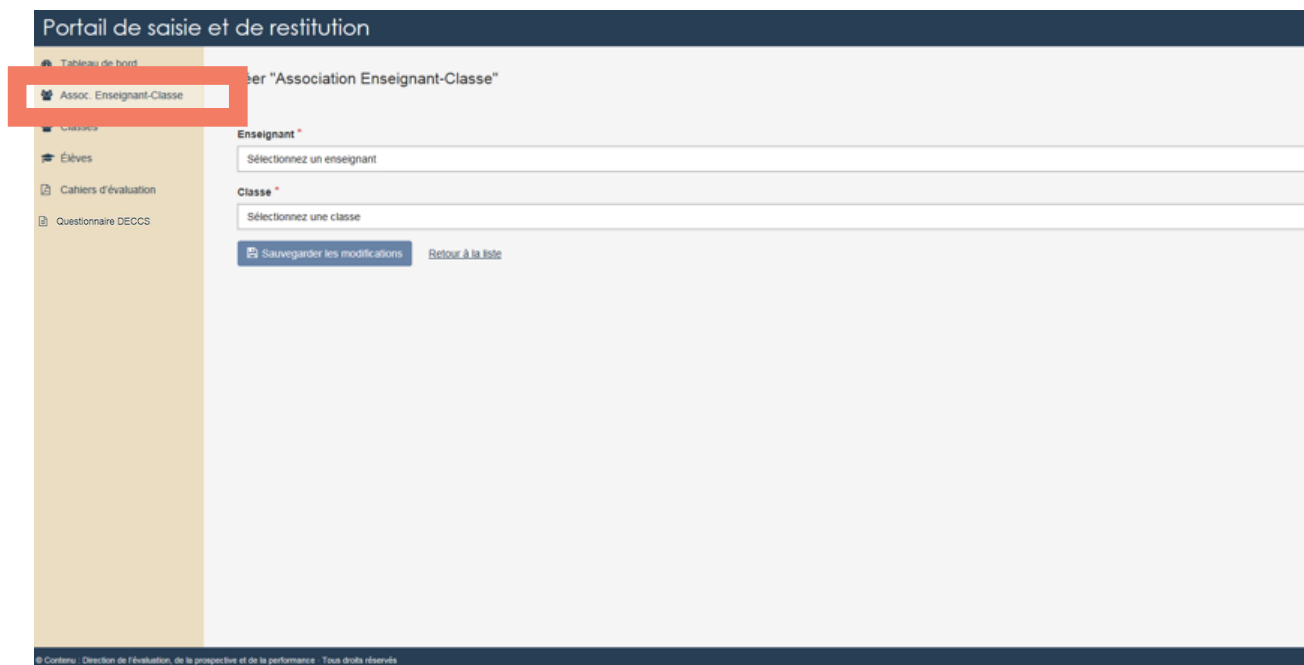 Portail de saisie et de restitution
Tableau de bord
Assoc. Enseignant-Classe
Classes
Élèves
Cahiers d'évaluation
Questionnaire DECCS
éer "Association Enseignant-Classe"
Enseignant *
Sélectionnez un enseignant
Classe *
Sélectionnez une classe
Sauvegarder les modifications
Retour à la liste
© Contenu : Direction de l'évaluation, de la prospective et de la performance - Tous droits réservés